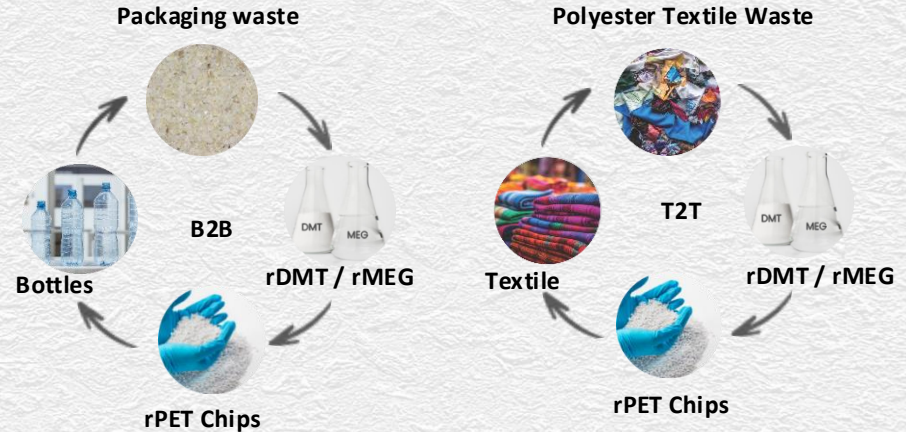 Packaging waste
B2B
DMT
MEG
Bottles
rDMT / rMEG
rPET Chips
Polyester Textile Waste
T2T
DMT
MEG
Textile
rDMT / rMEG
rPET Chips